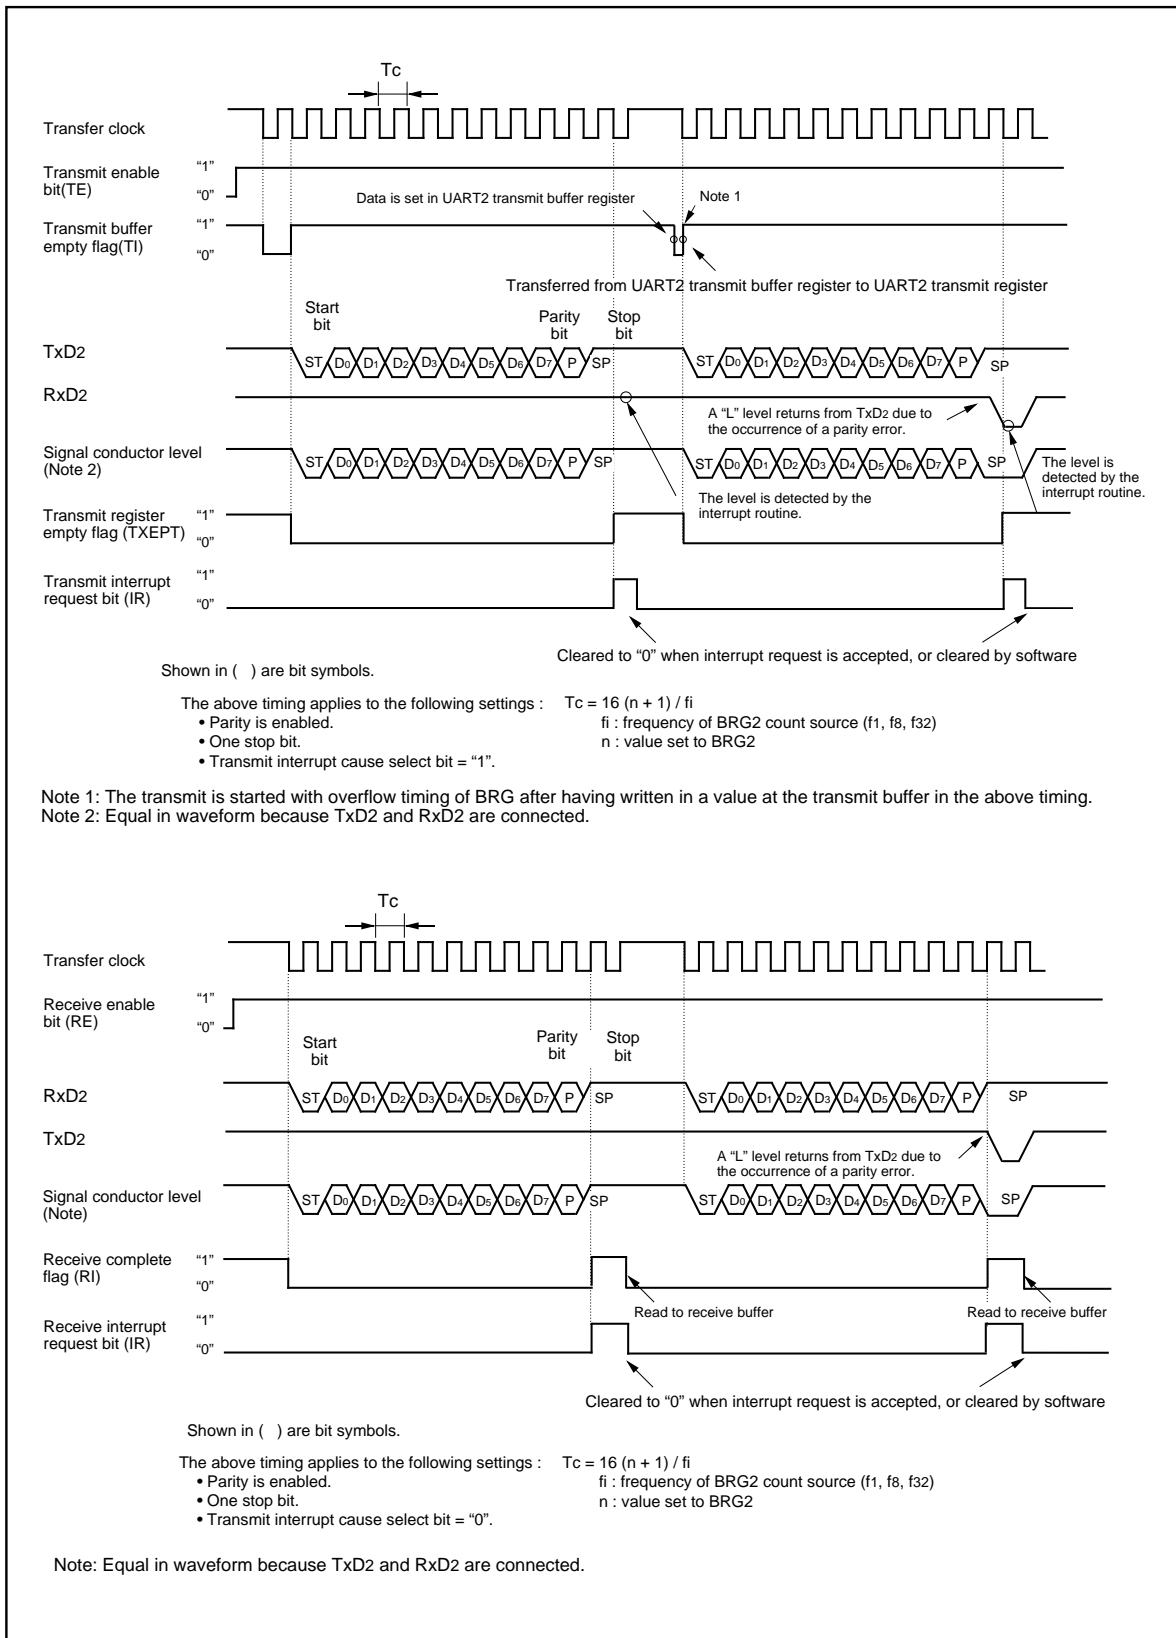 Tc
Transfer clock
Transmit enable
bit(TE)
“1”
“0”
Data is set in UART2 transmit buffer register
Note 1
Transmit buffer
empty flag(TI)
“1”
“0”
Transferred from UART2 transmit buffer register to UART2 transmit register
Start
bit
Parity
bit
Stop
bit
TxD2
ST D0 D1 D2 D3 D4 D5 D6 D7 P SP
ST D0 D1 D2 D3 D4 D5 D6 D7 P SP
RxD2
A “L” level returns from TxD2 due to
the occurrence of a parity error.
Signal conductor level
(Note 2)
ST D0 D1 D2 D3 D4 D5 D6 D7 P SP
ST D0 D1 D2 D3 D4 D5 D6 D7 P SP
The level is
detected by the
interrupt routine.
The level is detected by the
interrupt routine.
Transmit register
empty flag (TXEPT)
“1”
“0”
Transmit interrupt
request bit (IR)
“1”
“0”
Cleared to “0” when interrupt request is accepted, or cleared by software
Shown in ( ) are bit symbols.
The above timing applies to the following settings :
• Parity is enabled.
• One stop bit.
• Transmit interrupt cause select bit = “1”.
Tc = 16 (n + 1) / fi
fi : frequency of BRG2 count source (f1, f8, f32)
n : value set to BRG2
Note 1: The transmit is started with overflow timing of BRG after having written in a value at the transmit buffer in the above timing.
Note 2: Equal in waveform because TxD2 and RxD2 are connected.
Tc
Transfer clock
Receive enable
bit (RE)
“1”
“0”
Start
bit
Parity
bit
Stop
bit
RxD2
ST D0 D1 D2 D3 D4 D5 D6 D7 P SP
ST D0 D1 D2 D3 D4 D5 D6 D7 P SP
TxD2
A “L” level returns from TxD2 due to
the occurrence of a parity error.
Signal conductor level
(Note)
ST D0 D1 D2 D3 D4 D5 D6 D7 P SP
ST D0 D1 D2 D3 D4 D5 D6 D7 P SP
Receive complete
flag (RI)
“1”
“0”
Read to receive buffer
Read to receive buffer
Receive interrupt
request bit (IR)
“1”
“0”
Cleared to “0” when interrupt request is accepted, or cleared by software
Shown in ( ) are bit symbols.
The above timing applies to the following settings :
• Parity is enabled.
• One stop bit.
• Transmit interrupt cause select bit = “0”.
Tc = 16 (n + 1) / fi
fi : frequency of BRG2 count source (f1, f8, f32)
n : value set to BRG2
Note: Equal in waveform because TxD2 and RxD2 are connected.